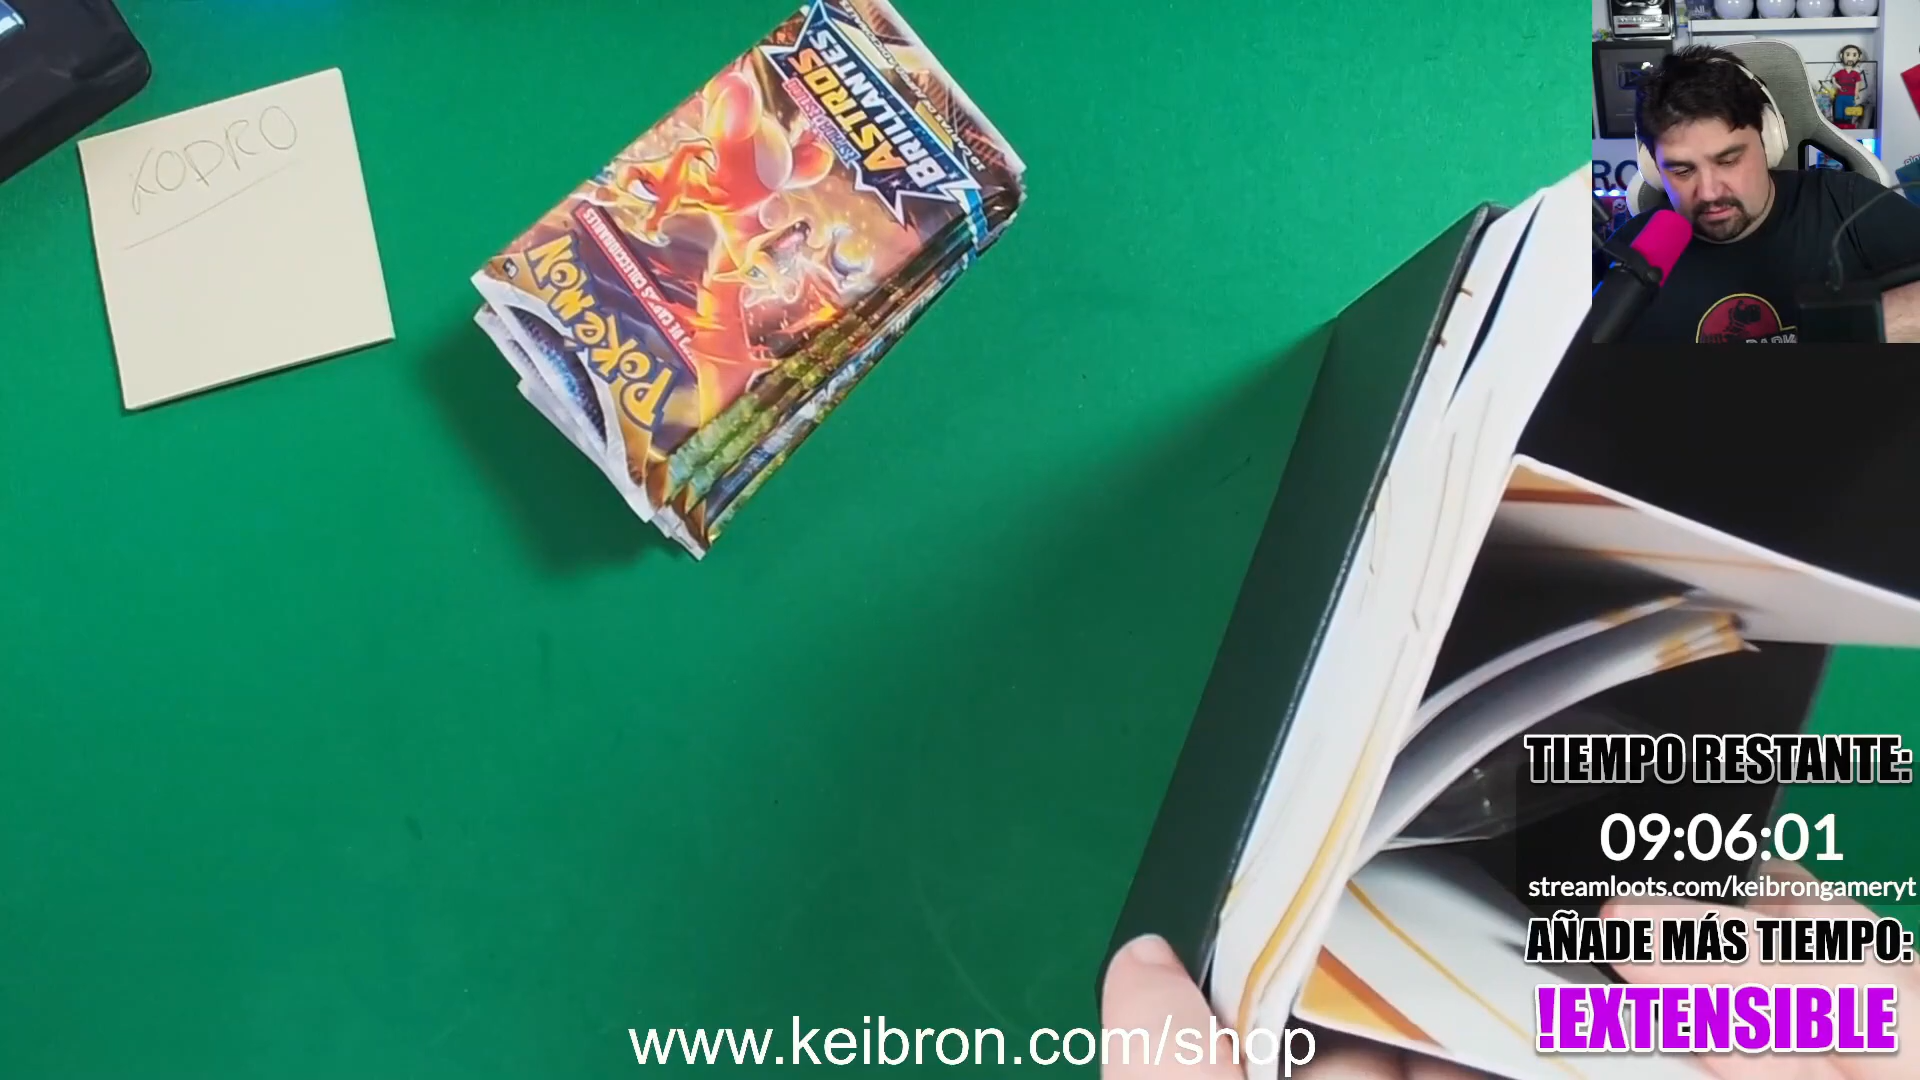 KOPRO
ASTROS
BRILLANTES
POKÉMON
www.keibron.com/shop
TIEMPO RESTANTE:
09:06:01
streamloots.com/keibrongameryt
AÑADE MÁS TIEMPO:
!EXTENSIBLE